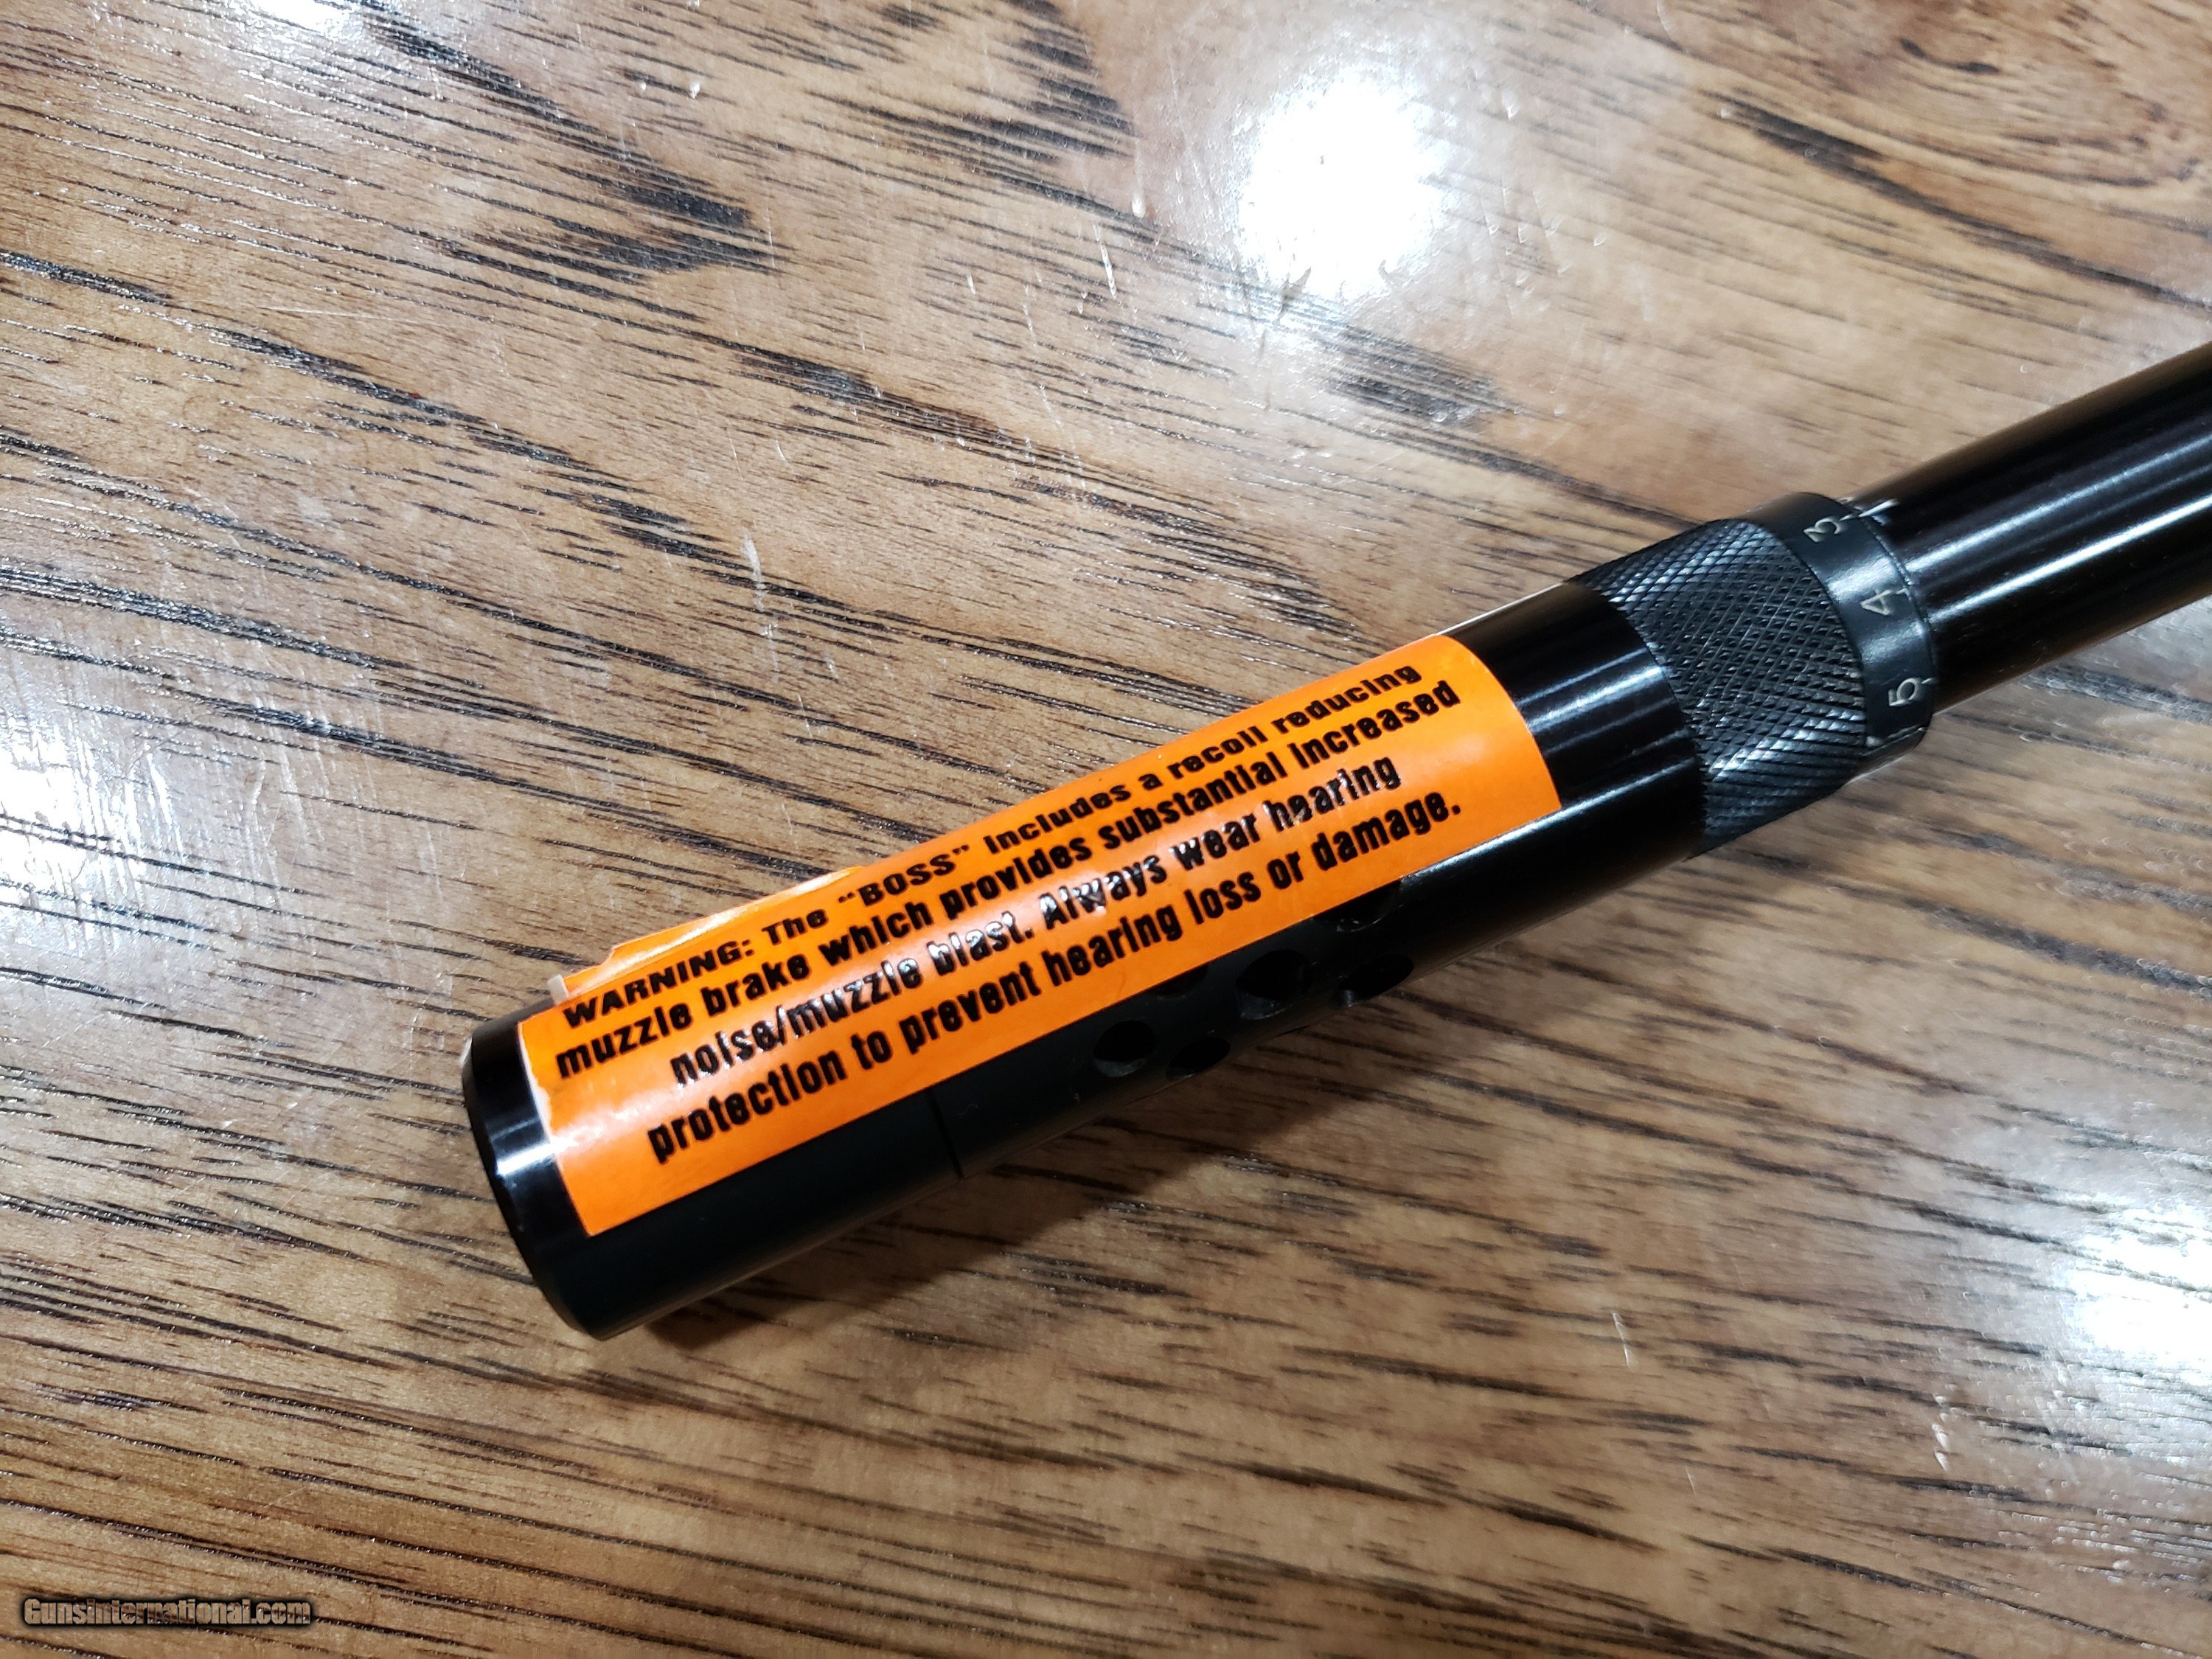 WARNING: The "BOSS" includes a recoil reducing
muzzle brake which provides substantial increased
noise/muzzle blast. Always wear hearing
protection to prevent hearing loss or damage.
3
4
5
Gunsinternational.com